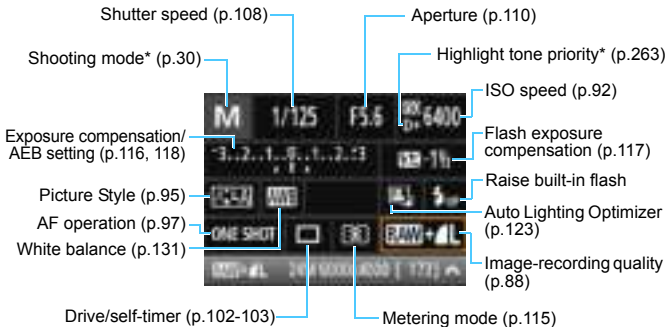 Shutter speed (p.108)
Aperture (p.110)
Shooting mode* (p.30)
Highlight tone priority* (p.263)
ISO speed (p.92)
M 1/125 F5.6 ISO D+ 6400
Exposure compensation/
AEB setting (p.116, 118)
-3..2..1..0..1..2..+3
Flash exposure
compensation (p.117)
Picture Style (p.95)
AWB
Raise built-in flash
AF operation (p.97)
ONE SHOT
RAW+L
Auto Lighting Optimizer
(p.123)
White balance (p.131)
Image-recording quality
(p.88)
RAW+L
Drive/self-timer (p.102-103)
Metering mode (p.115)